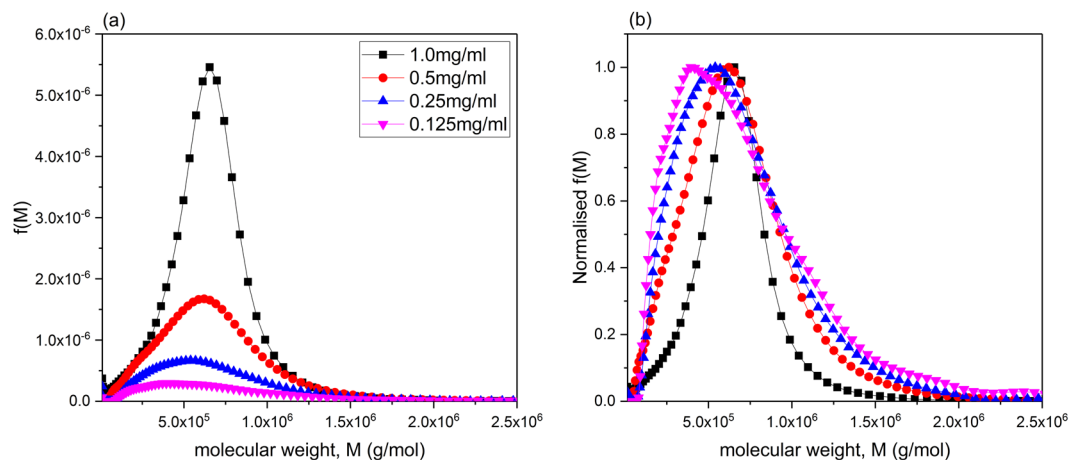 (a)
f(M)
6.0x10⁻⁶
5.0x10⁻⁶
4.0x10⁻⁶
3.0x10⁻⁶
2.0x10⁻⁶
1.0x10⁻⁶
0.0
1.0mg/ml
0.5mg/ml
0.25mg/ml
0.125mg/ml
5.0x10⁵ 1.0x10⁶ 1.5x10⁶ 2.0x10⁶ 2.5x10⁶
molecular weight, M (g/mol)
(b)
Normalised f(M)
1.0
0.8
0.6
0.4
0.2
0.0
5.0x10⁵ 1.0x10⁶ 1.5x10⁶ 2.0x10⁶ 2.5x10⁶
molecular weight, M (g/mol)